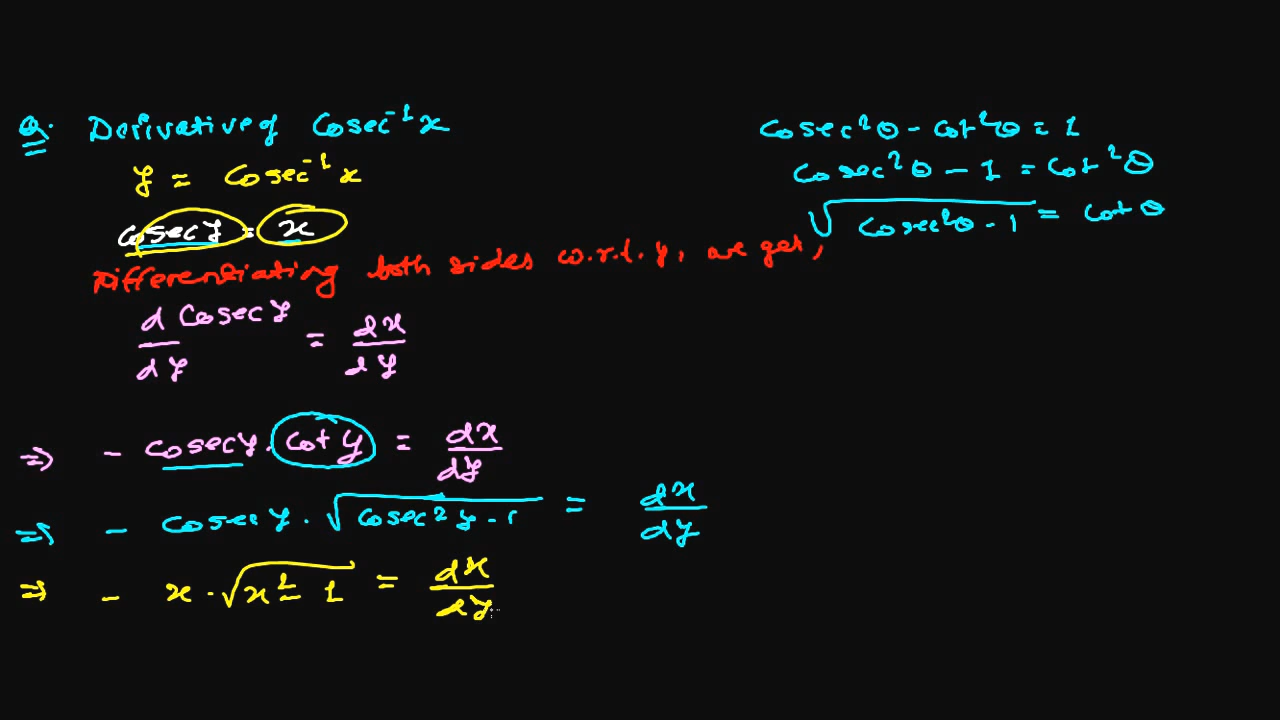 Q. Derivative of Cosec⁻¹x
y = Cosec⁻¹x
cosec y = x
Differentiating both sides w.r.t. y, we get,
d Cosec y / dy = dx / dy
⇒ - cosec y . cot y = dx / dy
⇒ - cosec y . √(cosec² y - 1) = dx / dy
⇒ - x . √(x² - 1) = dx / dy
cosec²θ - cot²θ = 1
cosec²θ - 1 = cot²θ
√(cosec²θ - 1) = cot θ